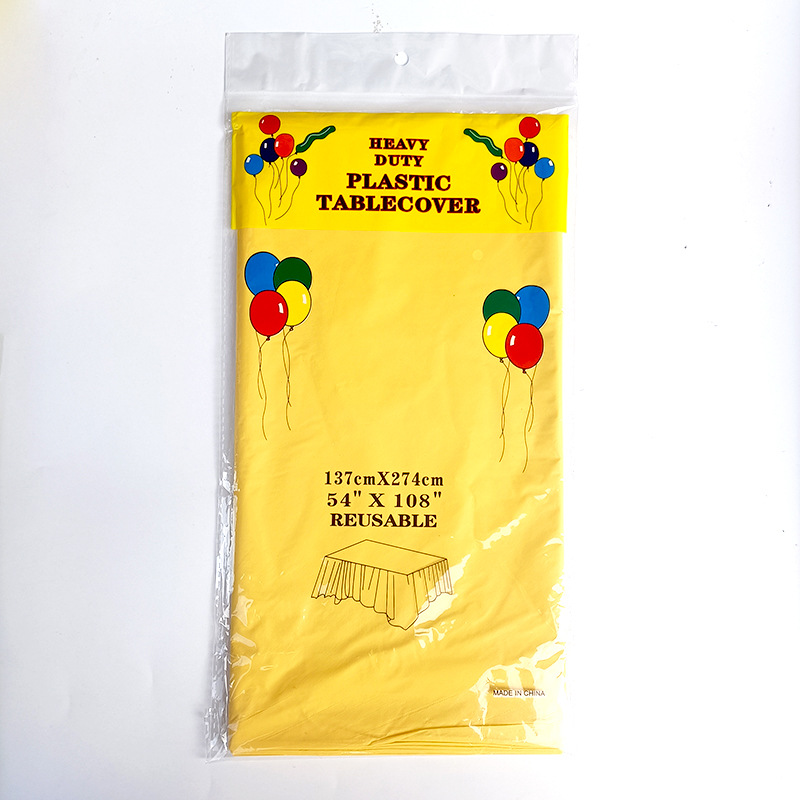 HEAVY
DUTY
PLASTIC
TABLECOVER
137cmX274cm
54" X 108"
REUSABLE
MADE IN CHINA